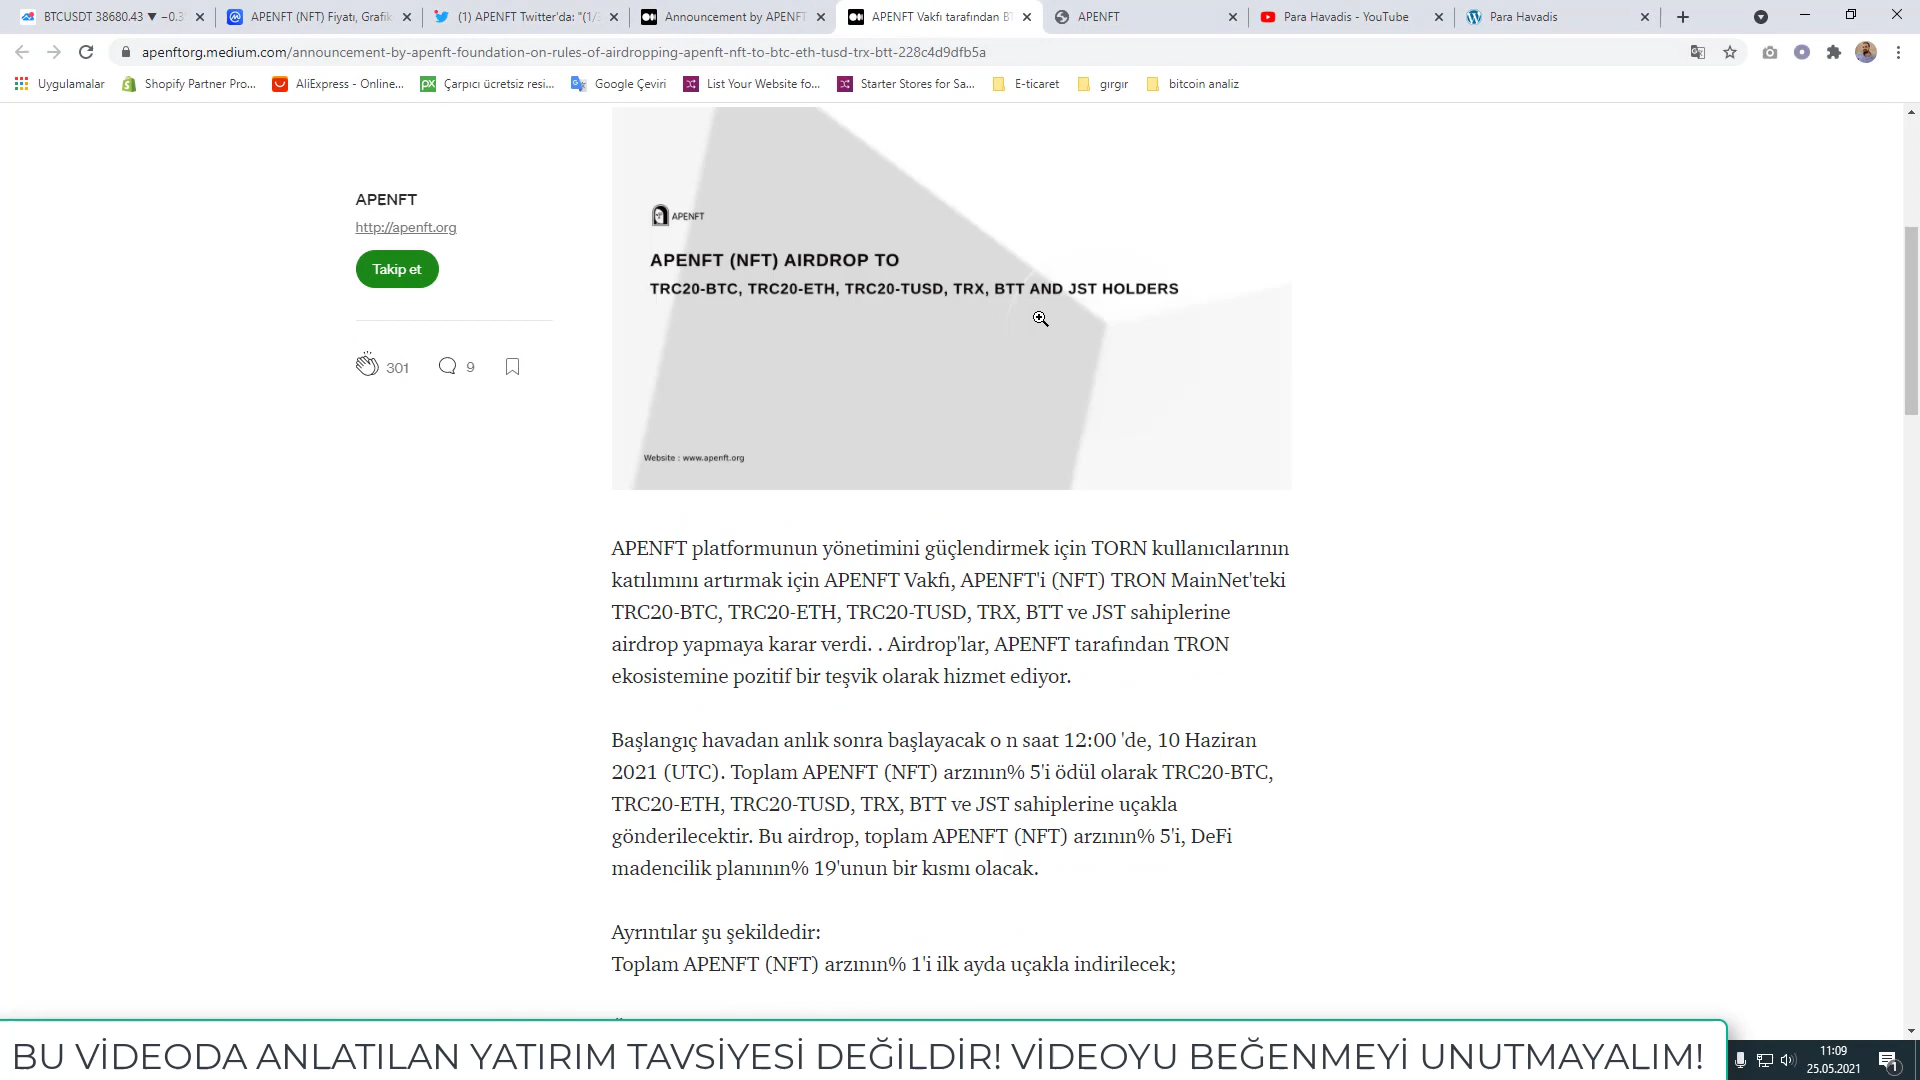 BTCUSDT 38680.43 ▼ −0.3
APENFT (NFT) Fiyatı, Grafik
(1) APENFT Twitter'da: "(1/
Announcement by APENFT
APENFT Vakfı tarafından B
APENFT
Para Havadis - YouTube
Para Havadis
apenftorg.medium.com/announcement-by-apenft-foundation-on-rules-of-airdropping-apenft-nft-to-btc-eth-tusd-trx-btt-228c4d9dfb5a
Uygulamalar
Shopify Partner Pro...
AliExpress - Online...
Çarpıcı ücretsiz resi...
Google Çeviri
List Your Website fo...
Starter Stores for Sa...
E-ticaret
gırgır
bitcoin analiz
APENFT
http://apenft.org
Takip et
301
9
APENFT
APENFT (NFT) AIRDROP TO
TRC20-BTC, TRC20-ETH, TRC20-TUSD, TRX, BTT AND JST HOLDERS
Website : www.apenft.org
APENFT platformunun yönetimini güçlendirmek için TORN kullanıcılarının
katılımını artırmak için APENFT Vakfı, APENFT'i (NFT) TRON MainNet'teki
TRC20-BTC, TRC20-ETH, TRC20-TUSD, TRX, BTT ve JST sahiplerine
airdrop yapmaya karar verdi. . Airdrop'lar, APENFT tarafından TRON
ekosistemine pozitif bir teşvik olarak hizmet ediyor.
Başlangıç havadan anlık sonra başlayacak o n saat 12:00 'de, 10 Haziran
2021 (UTC). Toplam APENFT (NFT) arzının% 5'i ödül olarak TRC20-BTC,
TRC20-ETH, TRC20-TUSD, TRX, BTT ve JST sahiplerine uçakla
gönderilecektir. Bu airdrop, toplam APENFT (NFT) arzının% 5'i, DeFi
madencilik planının% 19'unun bir kısmı olacak.
Ayrıntılar şu şekildedir:
Toplam APENFT (NFT) arzının% 1'i ilk ayda uçakla indirilecek;
BU VİDEODA ANLATILAN YATIRIM TAVSİYESİ DEĞİLDİR! VİDEOYU BEĞENMEYİ UNUTMAYALIM!
11:09
25.05.2021
1